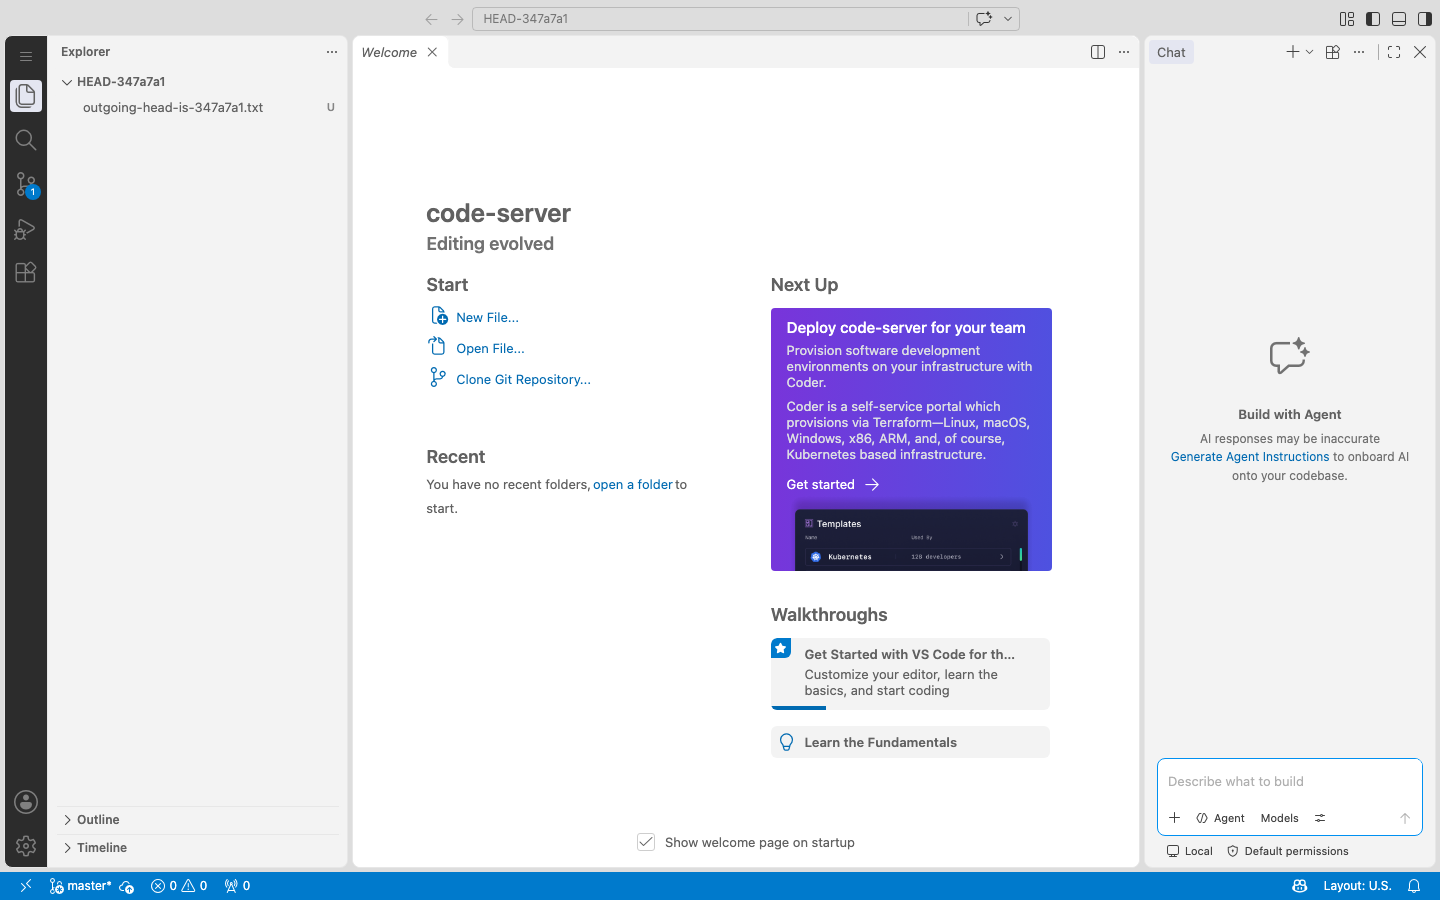 HEAD-347a7a1
Explorer
HEAD-347a7a1
outgoing-head-is-347a7a1.txt
U
1
Outline
Timeline
Welcome
code-server
Editing evolved
Start
New File...
Open File...
Clone Git Repository...
Recent
You have no recent folders, open a folder to
start.
Next Up
Deploy code-server for your team
Provision software development
environments on your infrastructure with
Coder.
Coder is a self-service portal which
provisions via Terraform—Linux, macOS,
Windows, x86, ARM, and, of course,
Kubernetes based infrastructure.
Get started
Templates
Name
Used By
Kubernetes
128 developers
Walkthroughs
Get Started with VS Code for th...
Customize your editor, learn the
basics, and start coding
Learn the Fundamentals
Show welcome page on startup
Chat
Build with Agent
AI responses may be inaccurate
Generate Agent Instructions to onboard AI
onto your codebase.
Describe what to build
Agent
Models
Local
Default permissions
master*
0
0
0
Layout: U.S.